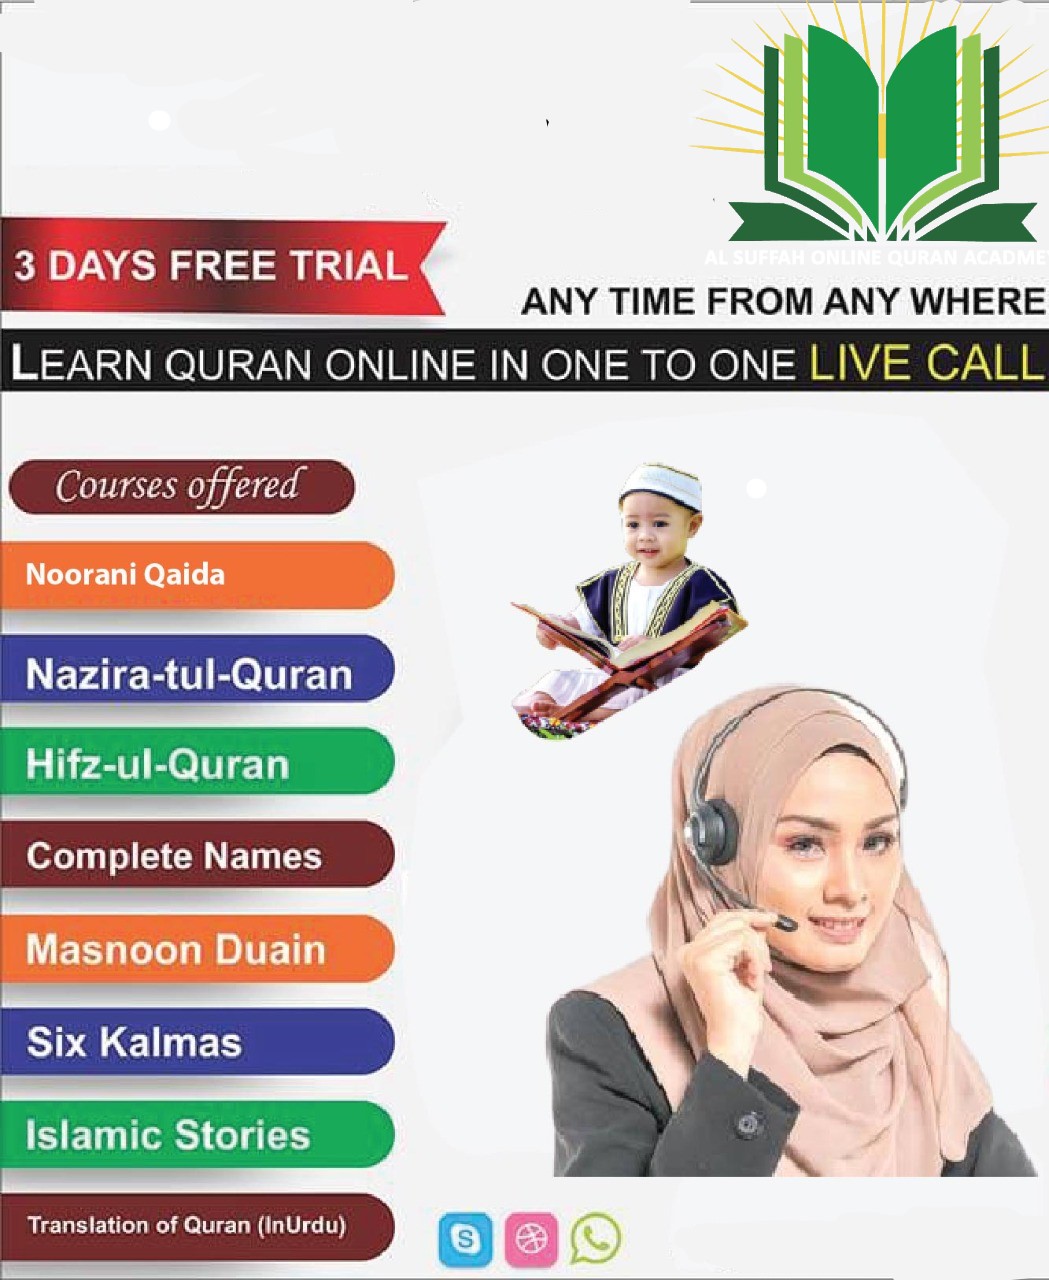 AL SUFFAH ONLINE QURAN ACADME
3 DAYS FREE TRIAL
ANY TIME FROM ANY WHERE
LEARN QURAN ONLINE IN ONE TO ONE LIVE CALL
Courses offered
Noorani Qaida
Nazira-tul-Quran
Hifz-ul-Quran
Complete Names
Masnoon Duain
Six Kalmas
Islamic Stories
Translation of Quran (InUrdu)